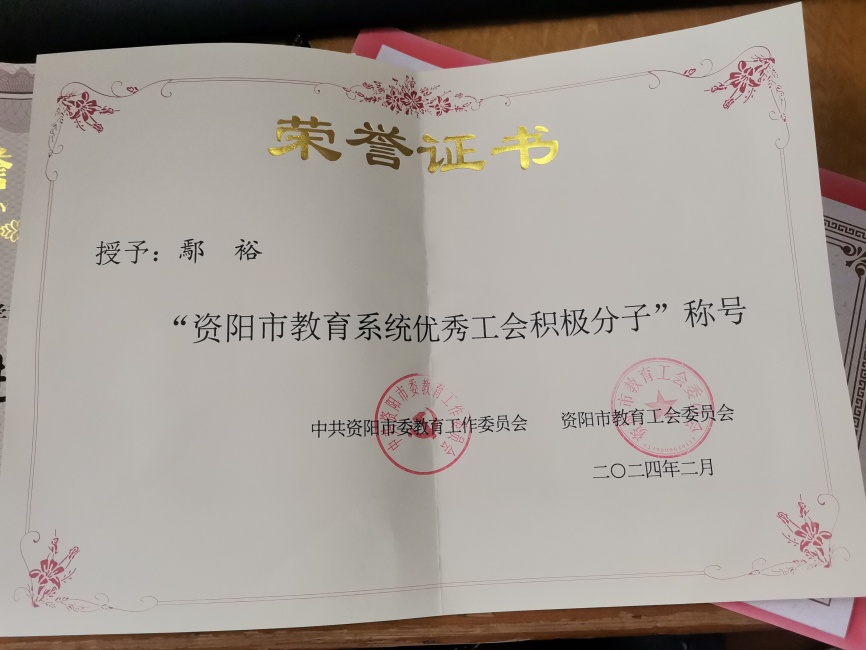 荣誉证书
授予：鄢 裕
“资阳市教育系统优秀工会积极分子”称号
中共资阳市委教育工作委员会 资阳市教育工会委员会
二〇二四年二月